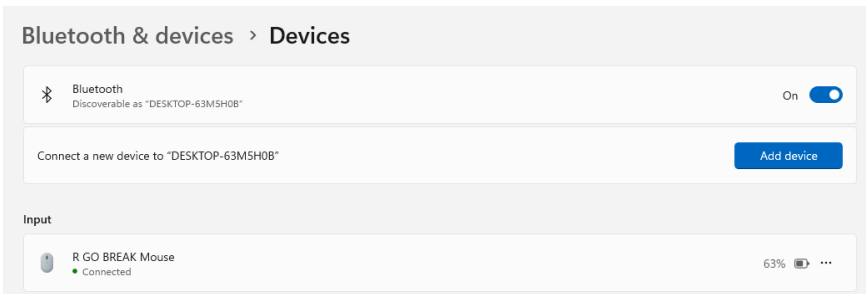 Bluetooth & devices > Devices
Bluetooth
Discoverable as "DESKTOP-63M5H0B"
On
Connect a new device to "DESKTOP-63M5H0B"
Add device
Input
R GO BREAK Mouse
Connected
63%